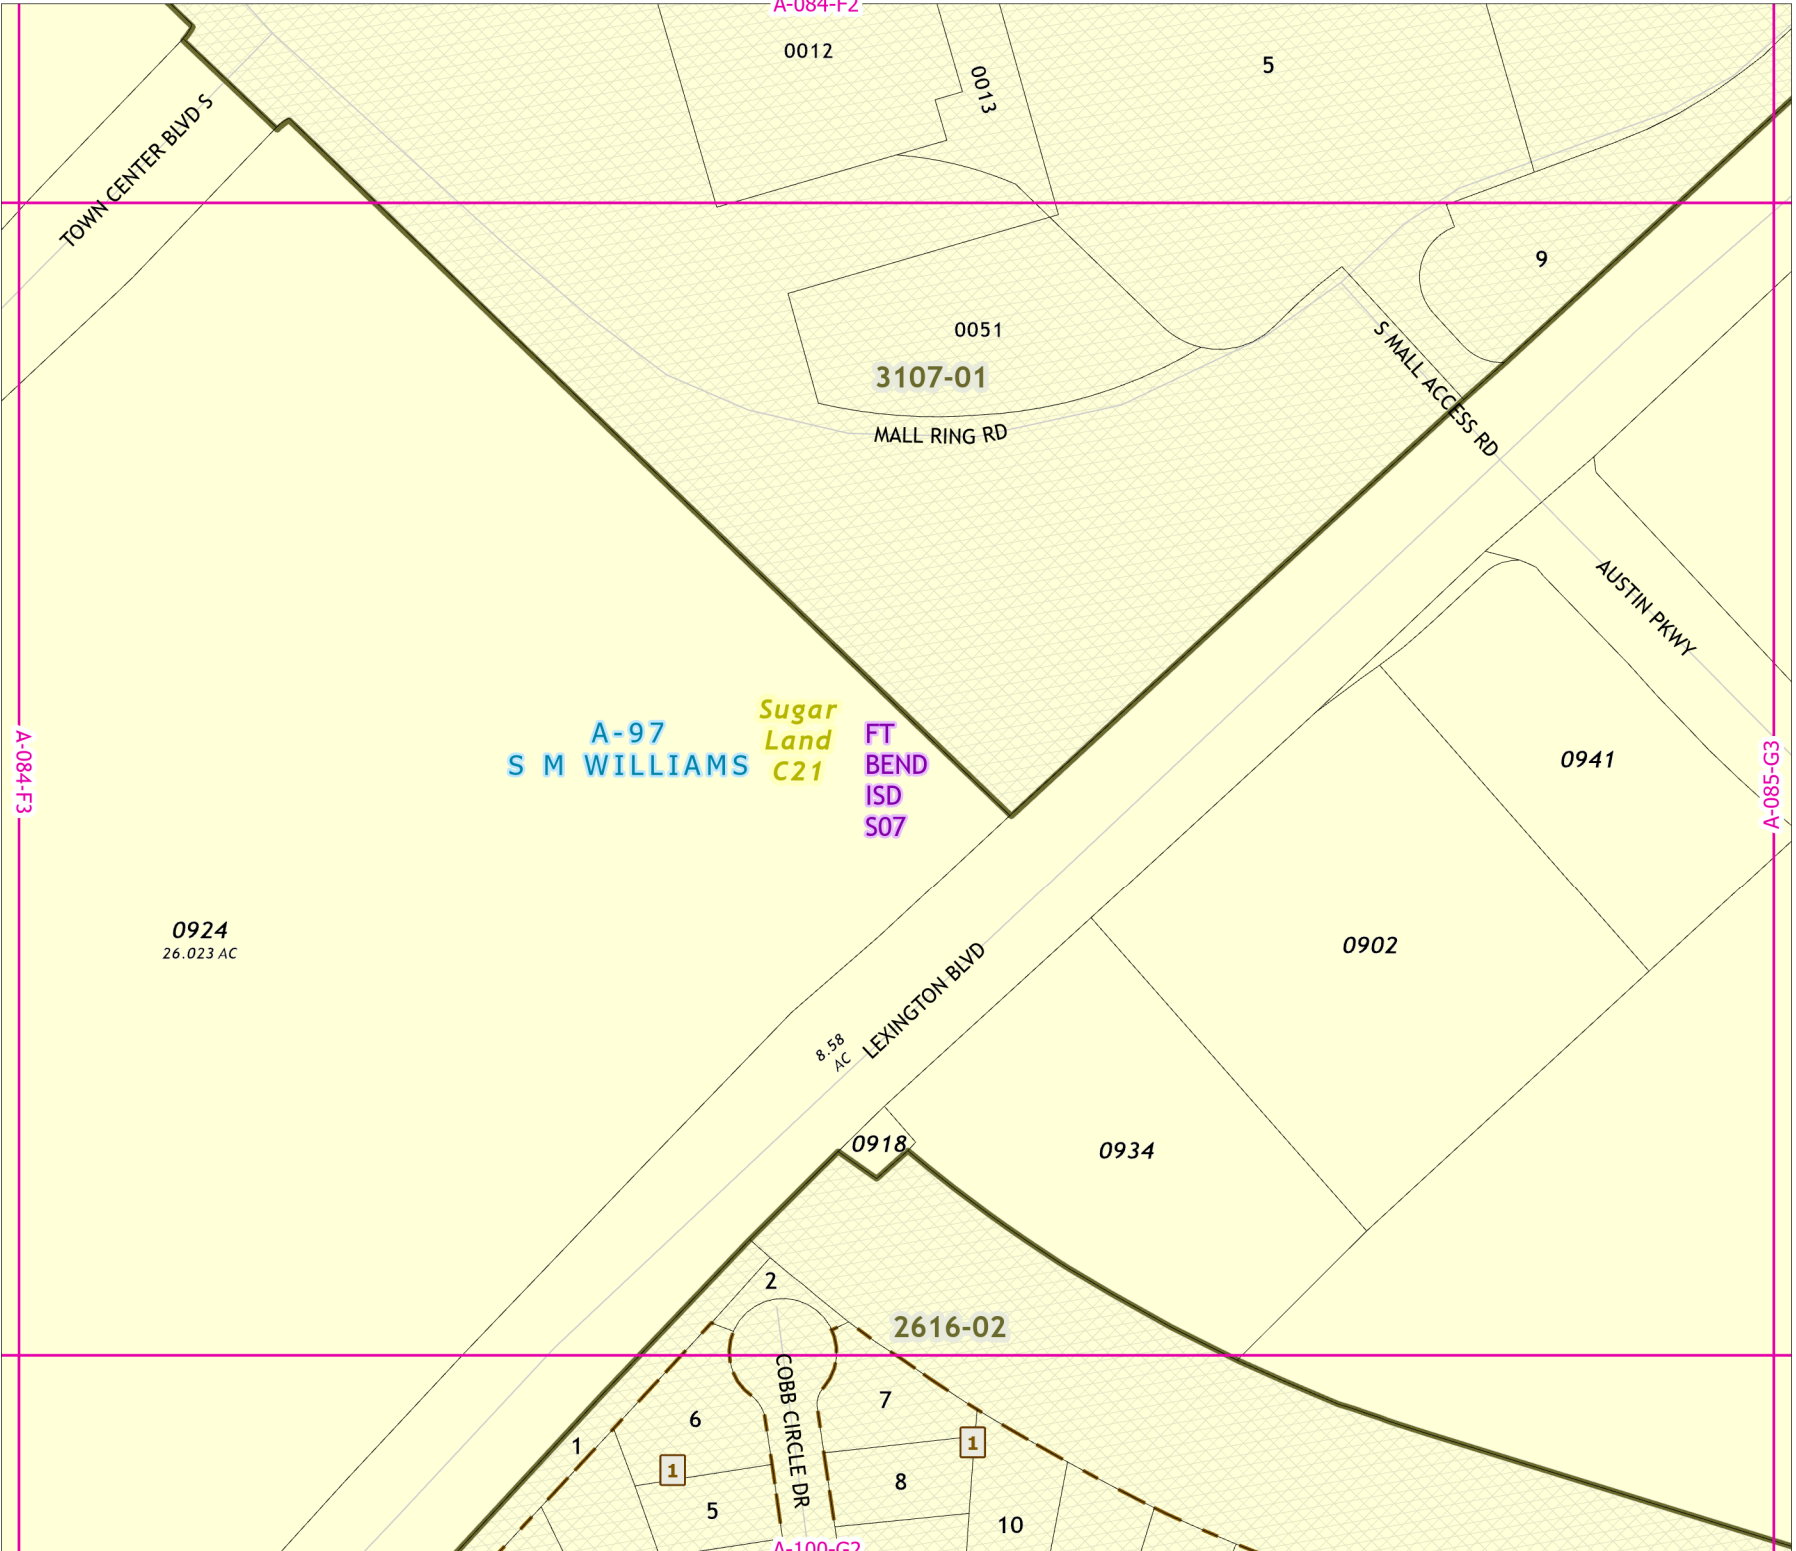 A-084-F2
0012
0013
5
TOWN CENTER BLVD S
9
0051
3107-01
MALL RING RD
S MALL ACCESS RD
AUSTIN PKWY
A-97
S M WILLIAMS
Sugar
Land
C21
FT
BEND
ISD
S07
A-084-F3
A-085-G3
0941
0924
26.023 AC
0902
LEXINGTON BLVD
8.58
AC
0918
0934
2
2616-02
COBB CIRCLE DR
7
6
1
1
1
8
5
10
A-100-G2